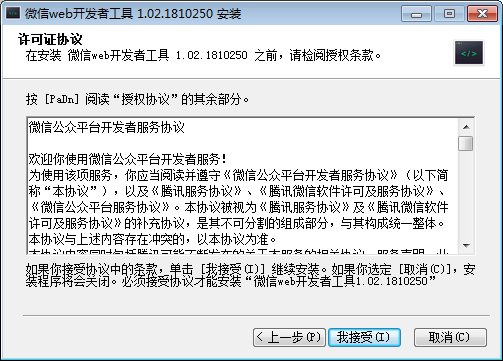 微信web开发者工具 1.02.1810250 安装
许可证协议
在安装 微信web开发者工具 1.02.1810250 之前，请检阅授权条款。
</>
按 [PaDn] 阅读“授权协议”的其余部分。
微信公众平台开发者服务协议
欢迎你使用微信公众平台开发者服务！
为使用该项服务，你应当阅读并遵守《微信公众平台开发者服务协议》（以下简
称“本协议”），以及《腾讯服务协议》、《腾讯微信软件许可及服务协议》、
《微信公众平台服务协议》。本协议被视为《腾讯服务协议》及《腾讯微信软件
许可及服务协议》的补充协议，是其不可分割的组成部分，与其构成统一整体。
本协议与上述内容存在冲突的，以本协议为准。
如果你接受协议中的条款，单击 [我接受(I)] 继续安装。如果你选定 [取消(C)]，安
装程序将会关闭。必须接受协议才能安装“微信web开发者工具1.02.1810250”
< 上一步(P)
我接受(I)
取消(C)